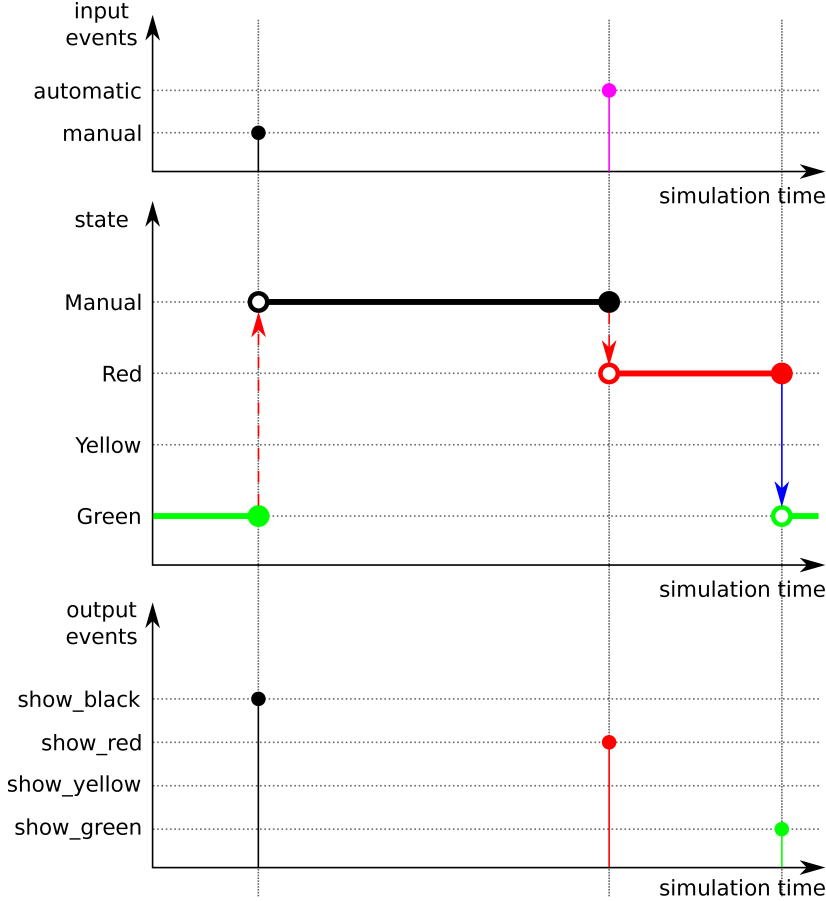 input
events
automatic
manual
simulation time
state
Manual
Red
Yellow
Green
simulation time
output
events
show_black
show_red
show_yellow
show_green
simulation time